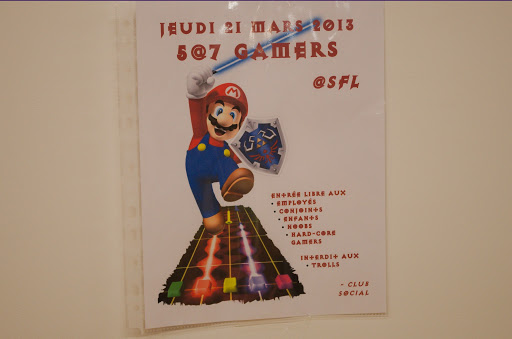 JEUDI 21 MARS 2013
5@7 GAMERS
@SFL
M
ENTRÉE LIBRE AUX
• EMPLOYÉS
• CONJOINTS
• ENFANTS
• NOOBS
• HARD-CORE
GAMERS
INTERDIT AUX
• TROLLS
- CLUB
SOCIAL